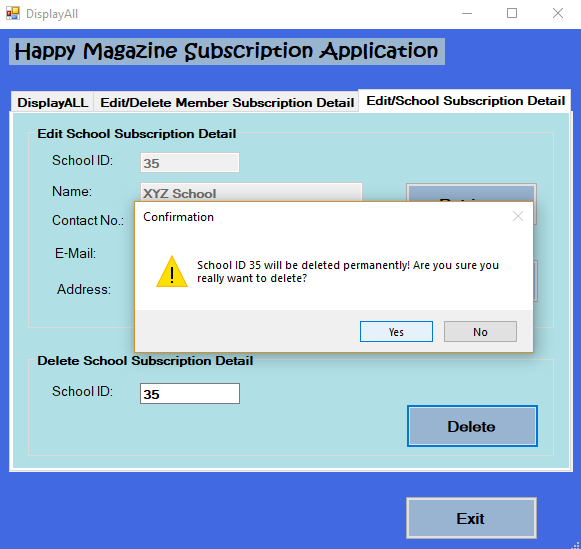 DisplayAll
Happy Magazine Subscription Application
DisplayALL Edit/Delete Member Subscription Detail Edit/School Subscription Detail
Edit School Subscription Detail
School ID: 35
Name: XYZ School
Contact No.:
E-Mail:
Address:
Confirmation
School ID 35 will be deleted permanently! Are you sure you
really want to delete?
Yes No
Delete School Subscription Detail
School ID: 35
Delete
Exit